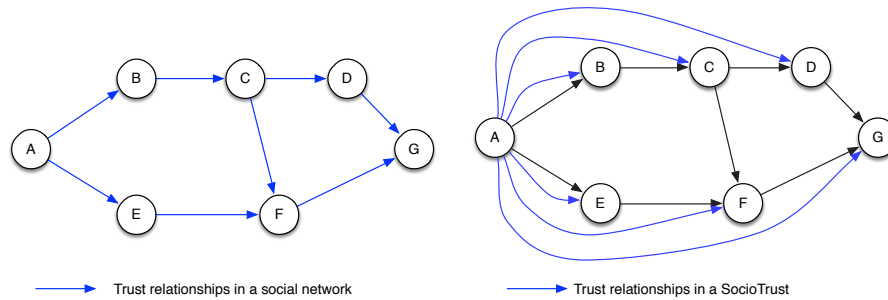 B
C
D
A
G
E
F
Trust relationships in a social network
B
C
D
A
G
E
F
Trust relationships in a SocioTrust